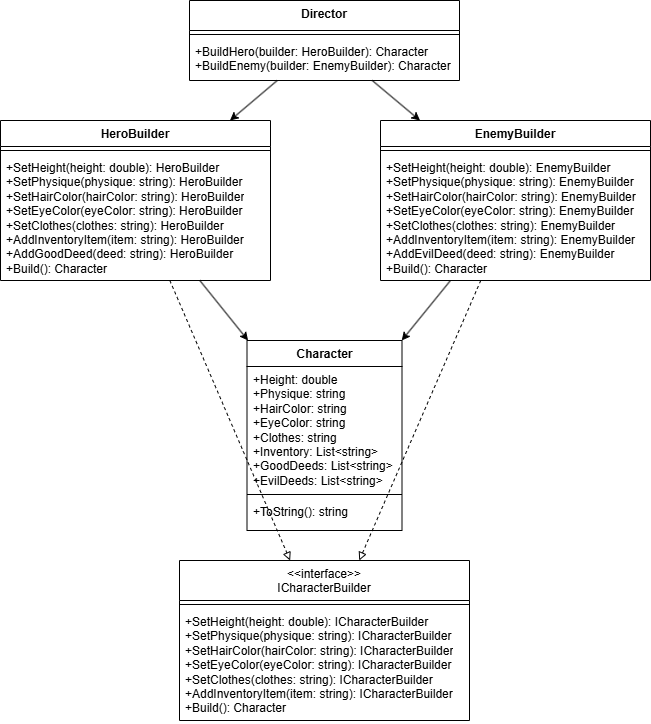 Director
+BuildHero(builder: HeroBuilder): Character
+BuildEnemy(builder: EnemyBuilder): Character
HeroBuilder
+SetHeight(height: double): HeroBuilder
+SetPhysique(physique: string): HeroBuilder
+SetHairColor(hairColor: string): HeroBuilder
+SetEyeColor(eyeColor: string): HeroBuilder
+SetClothes(clothes: string): HeroBuilder
+AddInventoryItem(item: string): HeroBuilder
+AddGoodDeed(deed: string): HeroBuilder
+Build(): Character
EnemyBuilder
+SetHeight(height: double): EnemyBuilder
+SetPhysique(physique: string): EnemyBuilder
+SetHairColor(hairColor: string): EnemyBuilder
+SetEyeColor(eyeColor: string): EnemyBuilder
+SetClothes(clothes: string): EnemyBuilder
+AddInventoryItem(item: string): EnemyBuilder
+AddEvilDeed(deed: string): EnemyBuilder
+Build(): Character
Character
+Height: double
+Physique: string
+HairColor: string
+EyeColor: string
+Clothes: string
+Inventory: List<string>
+GoodDeeds: List<string>
+EvilDeeds: List<string>
+ToString(): string
<<interface>>
ICharacterBuilder
+SetHeight(height: double): ICharacterBuilder
+SetPhysique(physique: string): ICharacterBuilder
+SetHairColor(hairColor: string): ICharacterBuilder
+SetEyeColor(eyeColor: string): ICharacterBuilder
+SetClothes(clothes: string): ICharacterBuilder
+AddInventoryItem(item: string): ICharacterBuilder
+Build(): Character